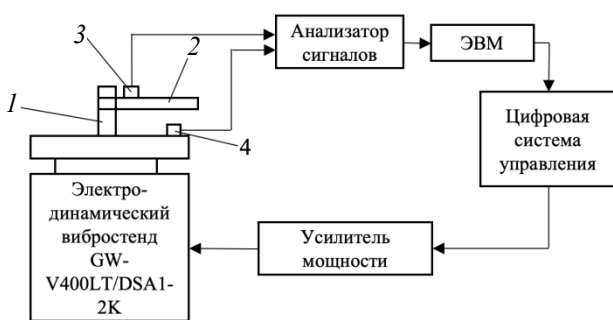 Анализатор
сигналов
ЭВМ
3
2
1
4
Цифровая
система
управления
Электро-
динамический
вибростенд
GW-
V400LT/DSA1-
2K
Усилитель
мощности